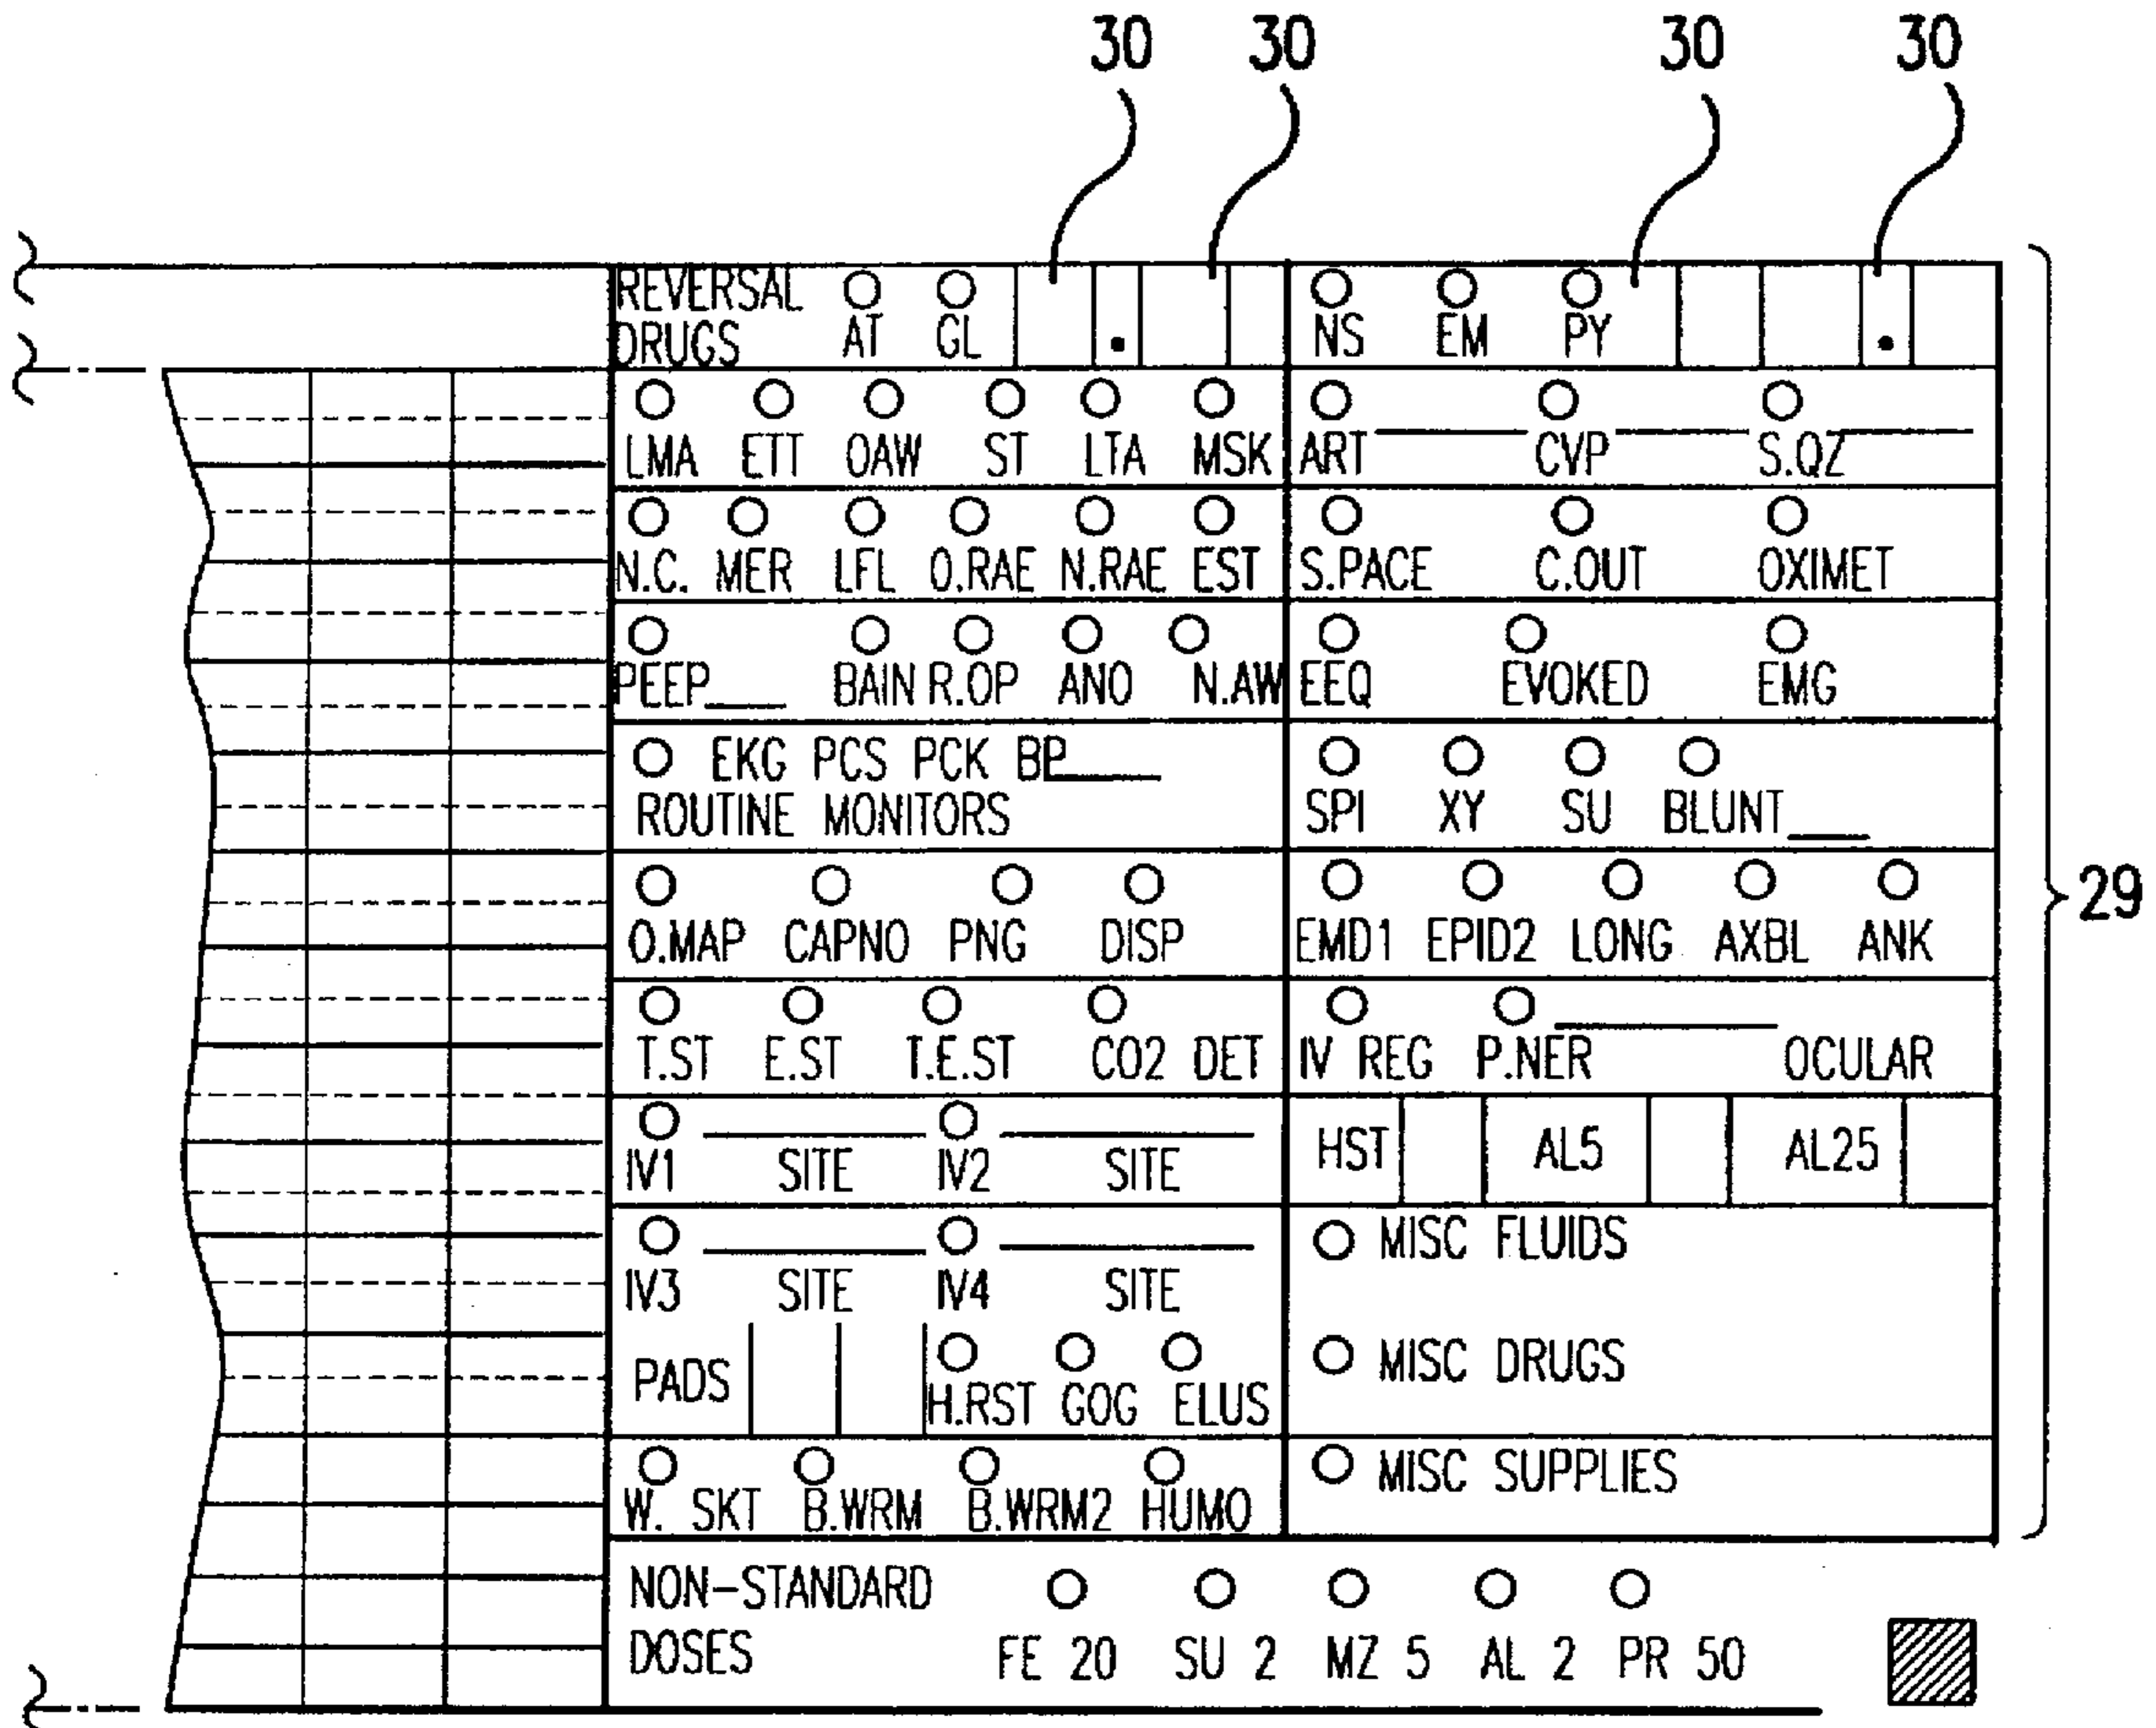 30 30 30 30
REVERSAL DRUGS AT GL . NS EM PY .
LMA ETT OAW ST LTA MSK ART CVP S.QZ
N.C. MER LFL O.RAE N.RAE EST S.PACE C.OUT OXIMET
PEEP BAIN R.OP ANO N.AW EEQ EVOKED EMG
EKG PCS PCK BP
ROUTINE MONITORS
SPI XY SU BLUNT
29
O.MAP CAPNO PNG DISP EMD1 EPID2 LONG AXBL ANK
T.ST E.ST T.E.ST CO2 DET IV REG P.NER OCULAR
IV1 SITE IV2 SITE HST AL5 AL25
IV3 SITE IV4 SITE MISC FLUIDS
PADS H.RST GOG ELUS MISC DRUGS
W. SKT B.WRM B.WRM2 HUMO MISC SUPPLIES
NON-STANDARD
DOSES FE 20 SU 2 MZ 5 AL 2 PR 50